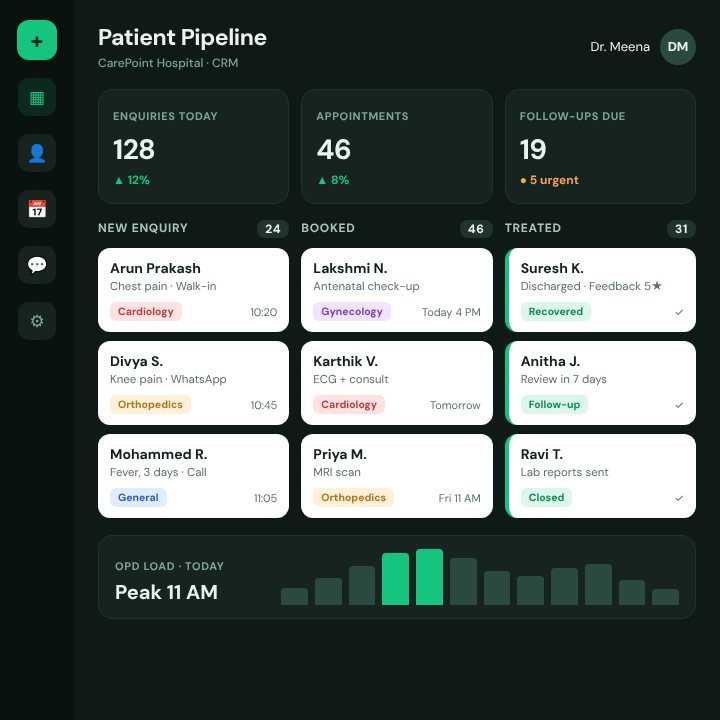 +
Patient Pipeline
CarePoint Hospital · CRM
Dr. Meena
DM
ENQUIRIES TODAY
128
▲ 12%
APPOINTMENTS
46
▲ 8%
FOLLOW-UPS DUE
19
● 5 urgent
NEW ENQUIRY 24
Arun Prakash
Chest pain · Walk-in
Cardiology 10:20
Divya S.
Knee pain · WhatsApp
Orthopedics 10:45
Mohammed R.
Fever, 3 days · Call
General 11:05
BOOKED 46
Lakshmi N.
Antenatal check-up
Gynecology Today 4 PM
Karthik V.
ECG + consult
Cardiology Tomorrow
Priya M.
MRI scan
Orthopedics Fri 11 AM
TREATED 31
Suresh K.
Discharged · Feedback 5★
Recovered ✓
Anitha J.
Review in 7 days
Follow-up ✓
Ravi T.
Lab reports sent
Closed ✓
OPD LOAD · TODAY
Peak 11 AM